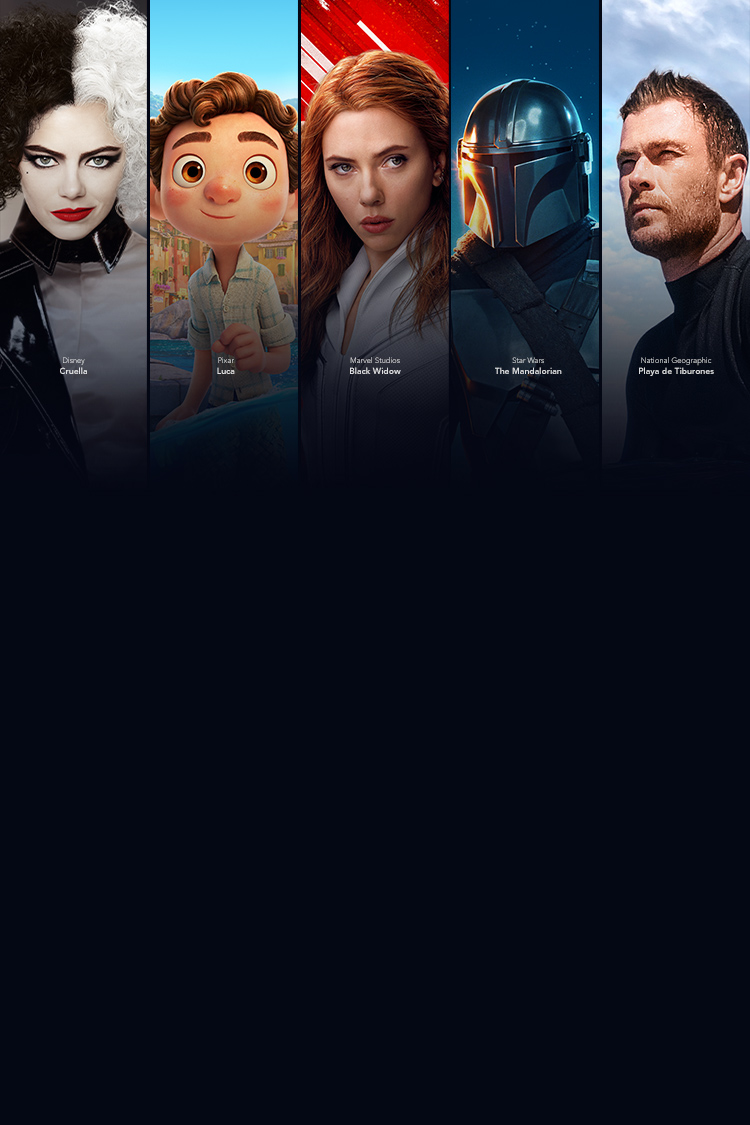 Disney
Cruella
Pixar
Luca
Marvel Studios
Black Widow
Star Wars
The Mandalorian
National Geographic
Playa de Tiburones